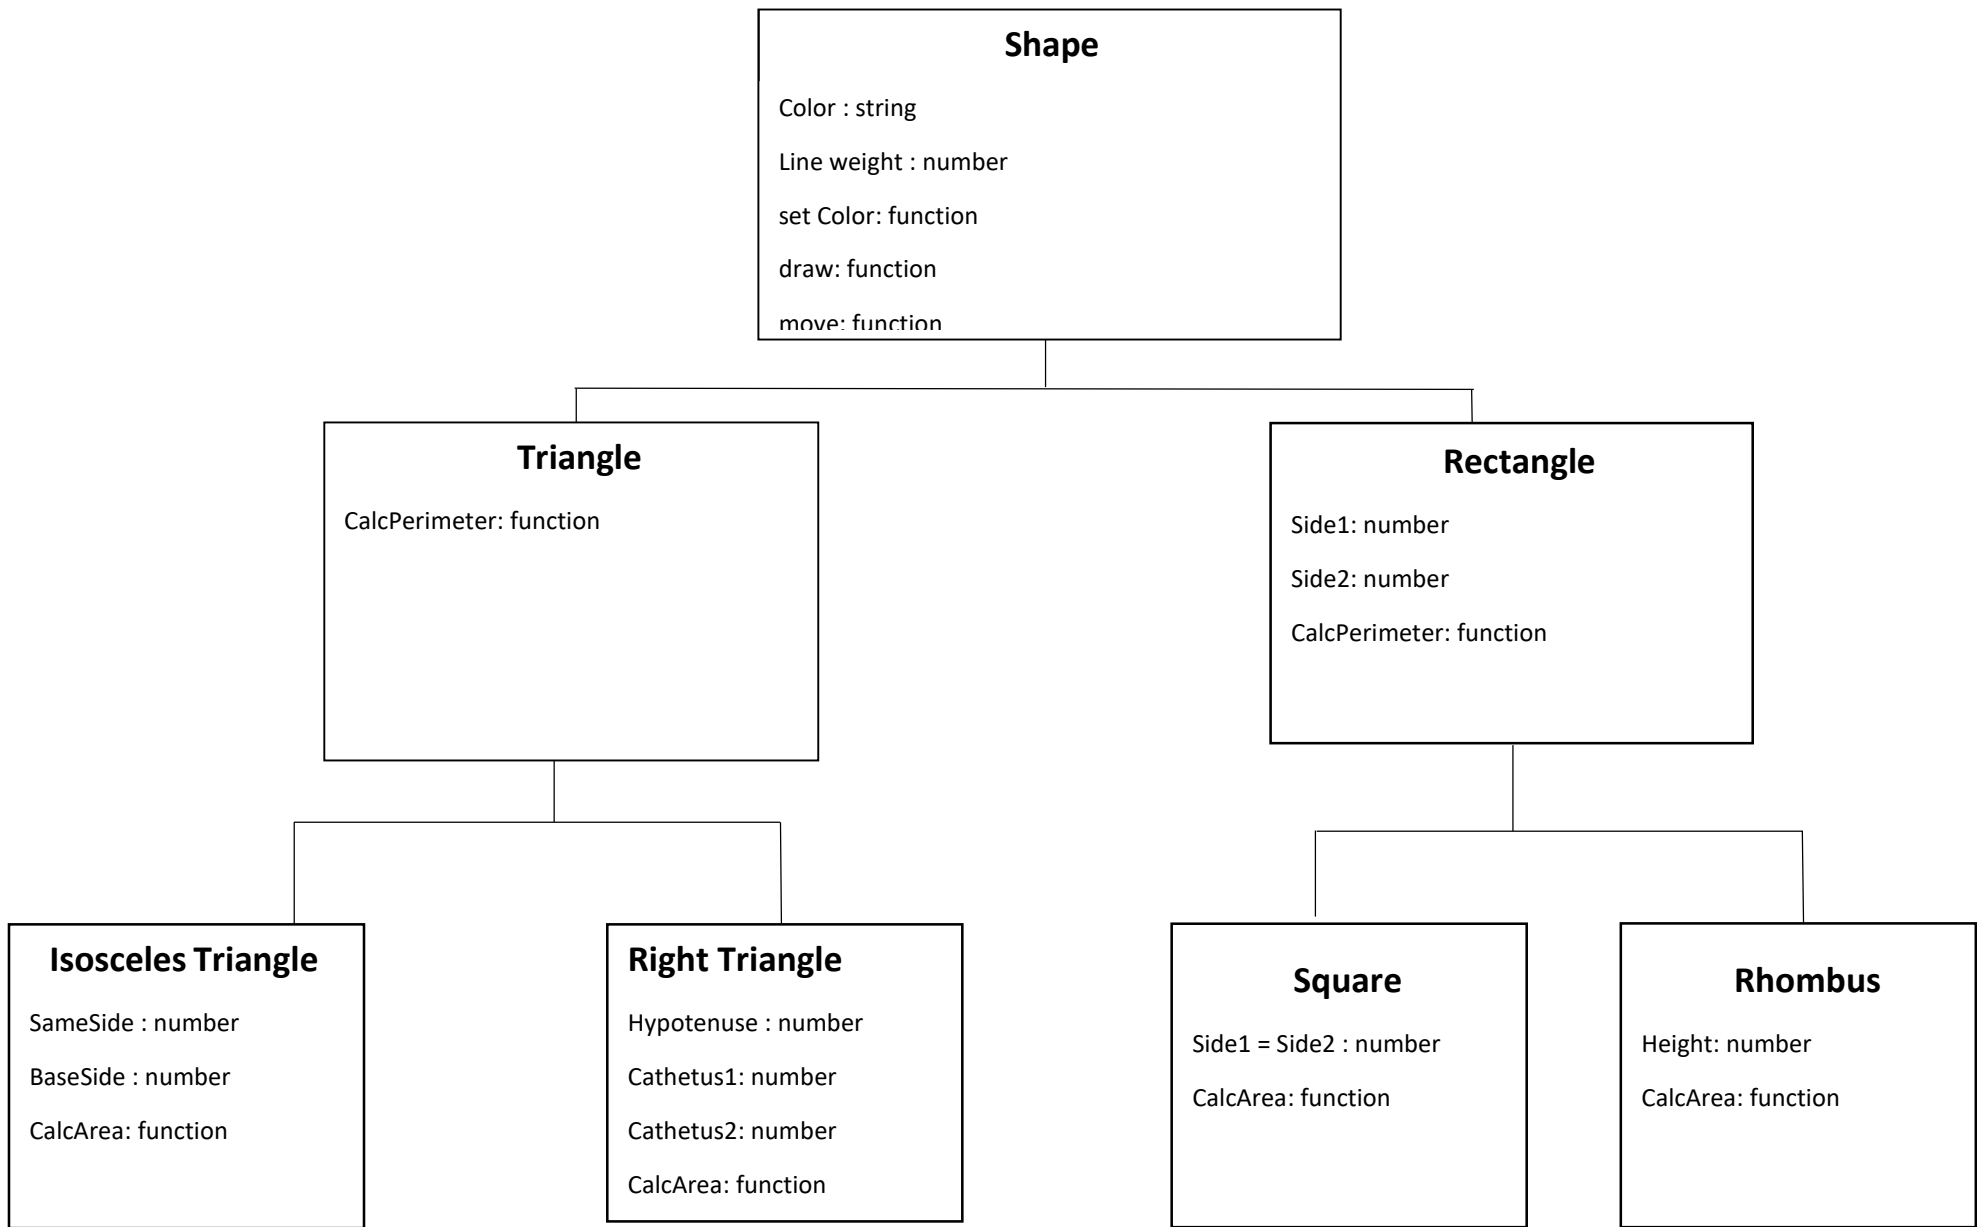 Shape
Color : string
Line weight : number
set Color: function
draw: function
move: function
Triangle
CalcPerimeter: function
Rectangle
Side1: number
Side2: number
CalcPerimeter: function
Isosceles Triangle
SameSide : number
BaseSide : number
CalcArea: function
Right Triangle
Hypotenuse : number
Cathetus1: number
Cathetus2: number
CalcArea: function
Square
Side1 = Side2 : number
CalcArea: function
Rhombus
Height: number
CalcArea: function